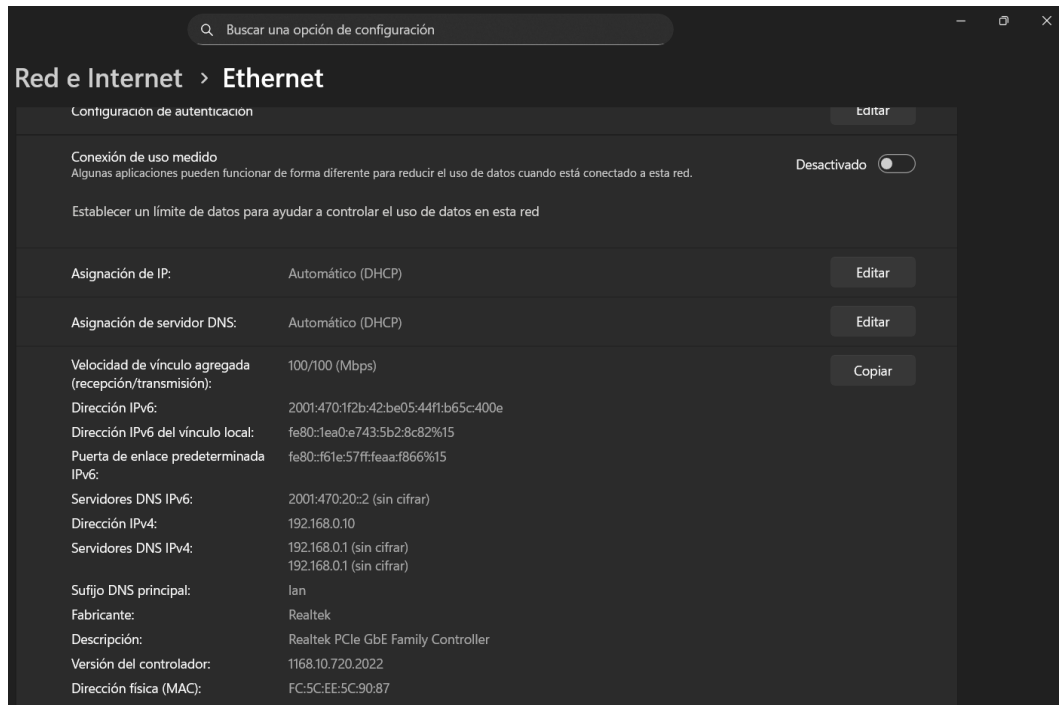 Buscar una opción de configuración
Red e Internet > Ethernet
Configuración de autenticación Editar
Conexión de uso medido
Algunas aplicaciones pueden funcionar de forma diferente para reducir el uso de datos cuando está conectado a esta red.
Desactivado
Establecer un límite de datos para ayudar a controlar el uso de datos en esta red
Asignación de IP: Automático (DHCP) Editar
Asignación de servidor DNS: Automático (DHCP) Editar
Velocidad de vínculo agregada 100/100 (Mbps) Copiar
(recepción/transmisión):
Dirección IPv6: 2001:470:1f2b:42:be05:44f1:b65c:400e
Dirección IPv6 del vínculo local: fe80::1ea0:e743:5b2:8c82%15
Puerta de enlace predeterminada fe80::f61e:57ff:feaa:f866%15
IPv6:
Servidores DNS IPv6: 2001:470:20::2 (sin cifrar)
Dirección IPv4: 192.168.0.10
Servidores DNS IPv4: 192.168.0.1 (sin cifrar)
192.168.0.1 (sin cifrar)
Sufijo DNS principal: lan
Fabricante: Realtek
Descripción: Realtek PCIe GbE Family Controller
Versión del controlador: 1168.10.720.2022
Dirección física (MAC): FC:5C:EE:5C:90:87